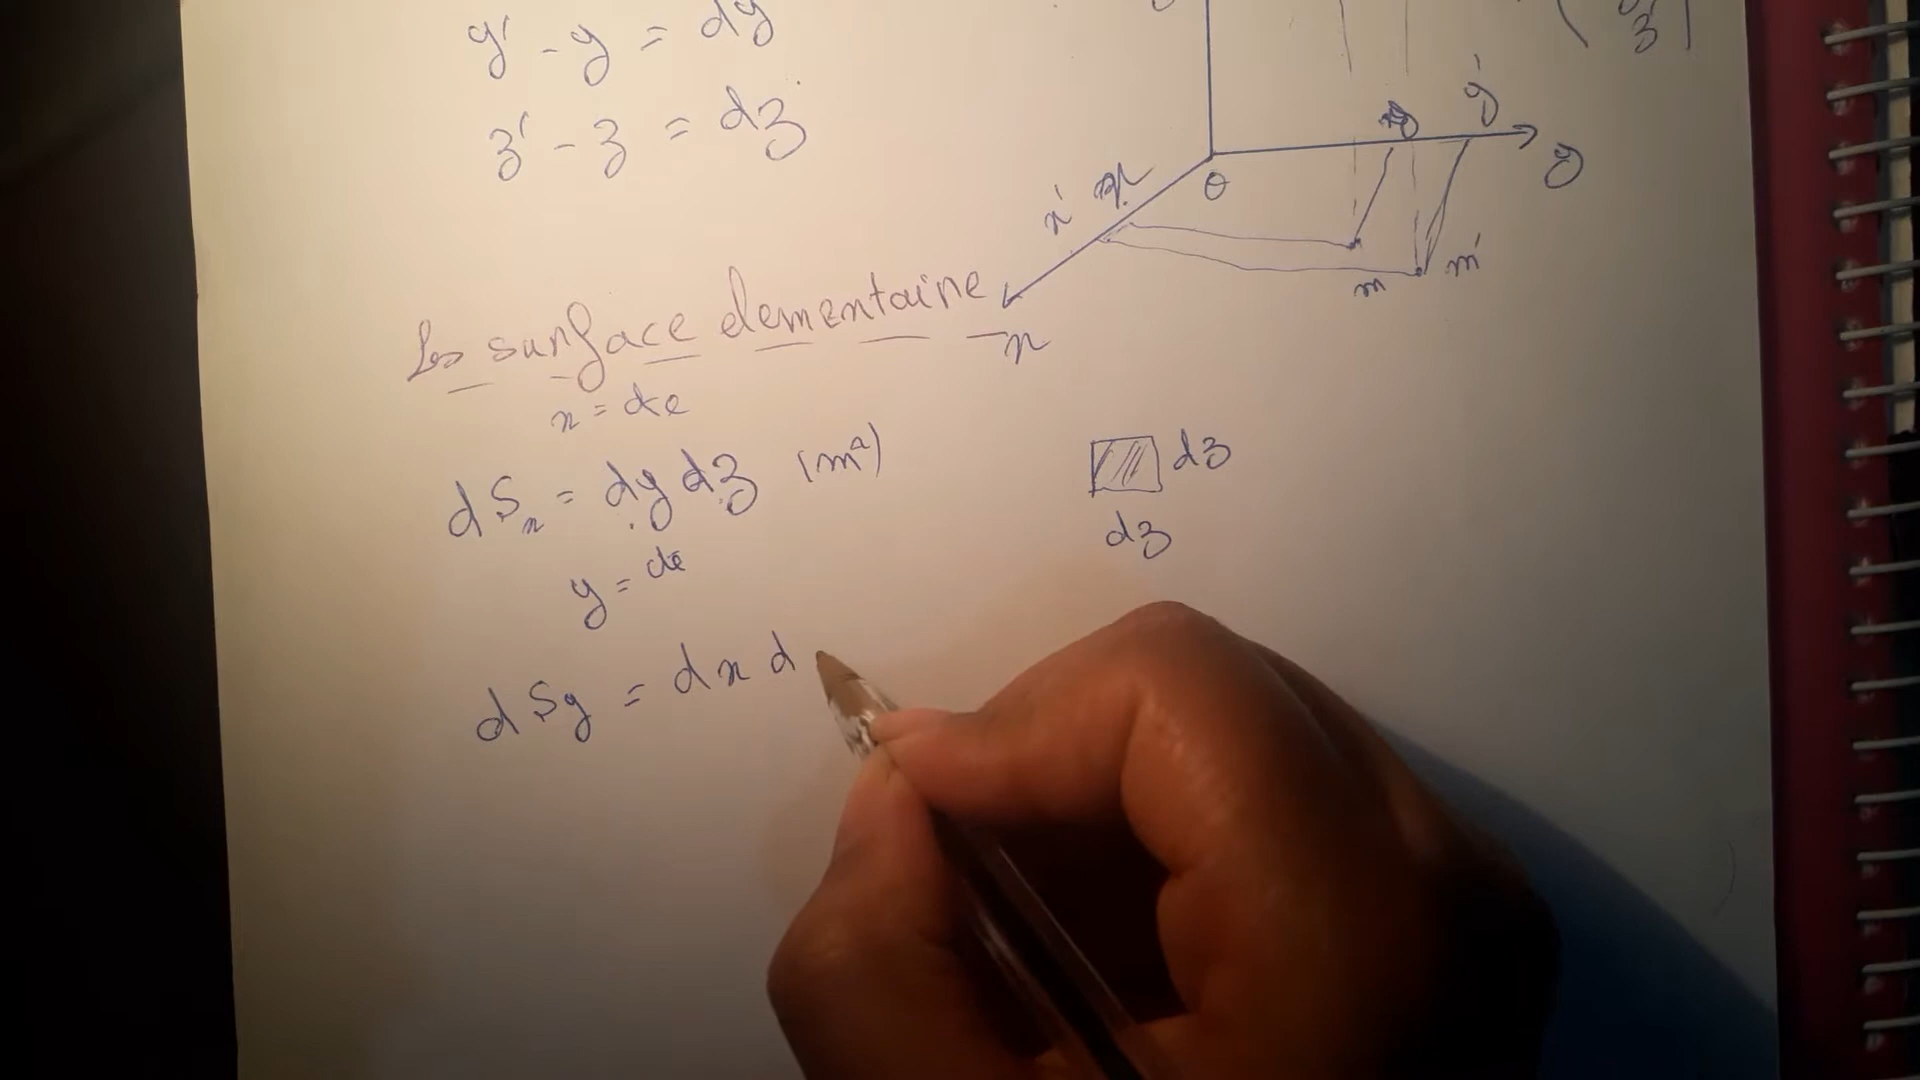 y' - y = dy
z' - z = dz
y'
y
x'
o
m
m'
x
Les surface elementaire
x = cte
dSx = dy dz (m²)
dz
dz
y = cte
dSy = dx d